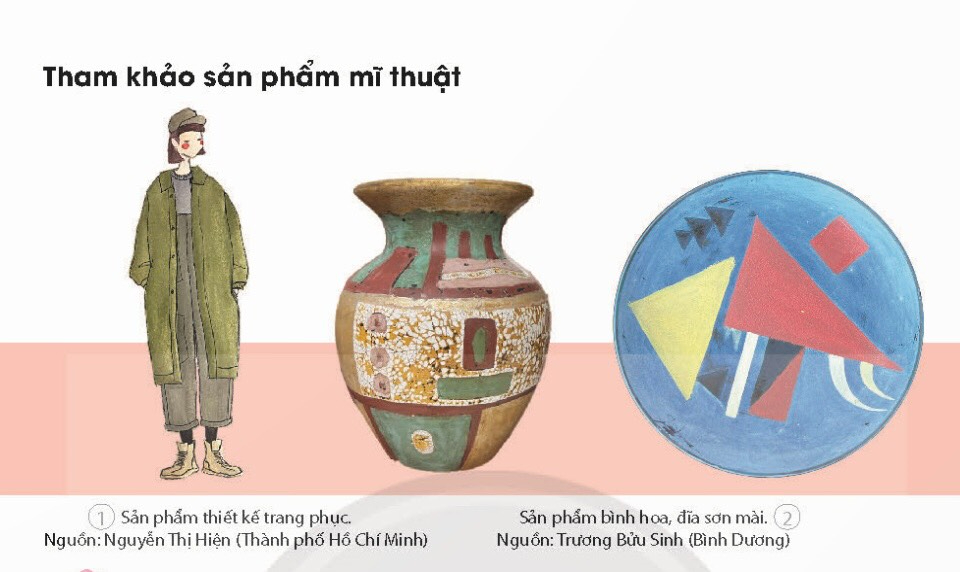 Tham khảo sản phẩm mĩ thuật
① Sản phẩm thiết kế trang phục.
Nguồn: Nguyễn Thị Hiện (Thành phố Hồ Chí Minh)
Sản phẩm bình hoa, đĩa sơn mài. ②
Nguồn: Trương Bửu Sinh (Bình Dương)